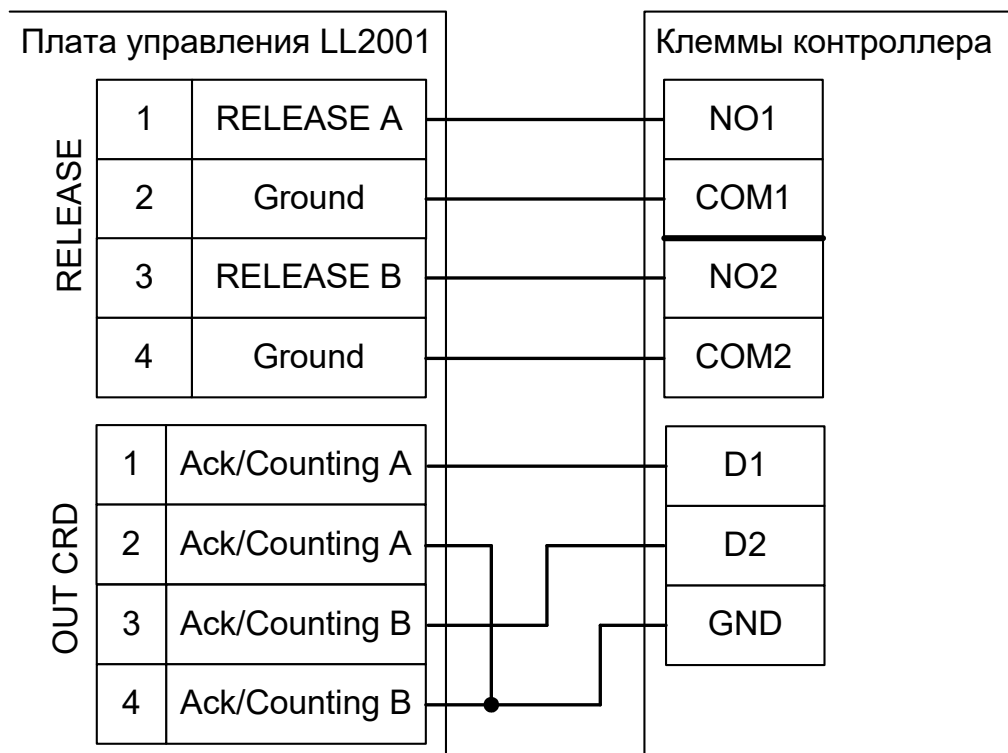 Плата управления LL2001
Клеммы контроллера
RELEASE
1 RELEASE A NO1
2 Ground COM1
3 RELEASE B NO2
4 Ground COM2
OUT CRD
1 Ack/Counting A D1
2 Ack/Counting A D2
3 Ack/Counting B GND
4 Ack/Counting B